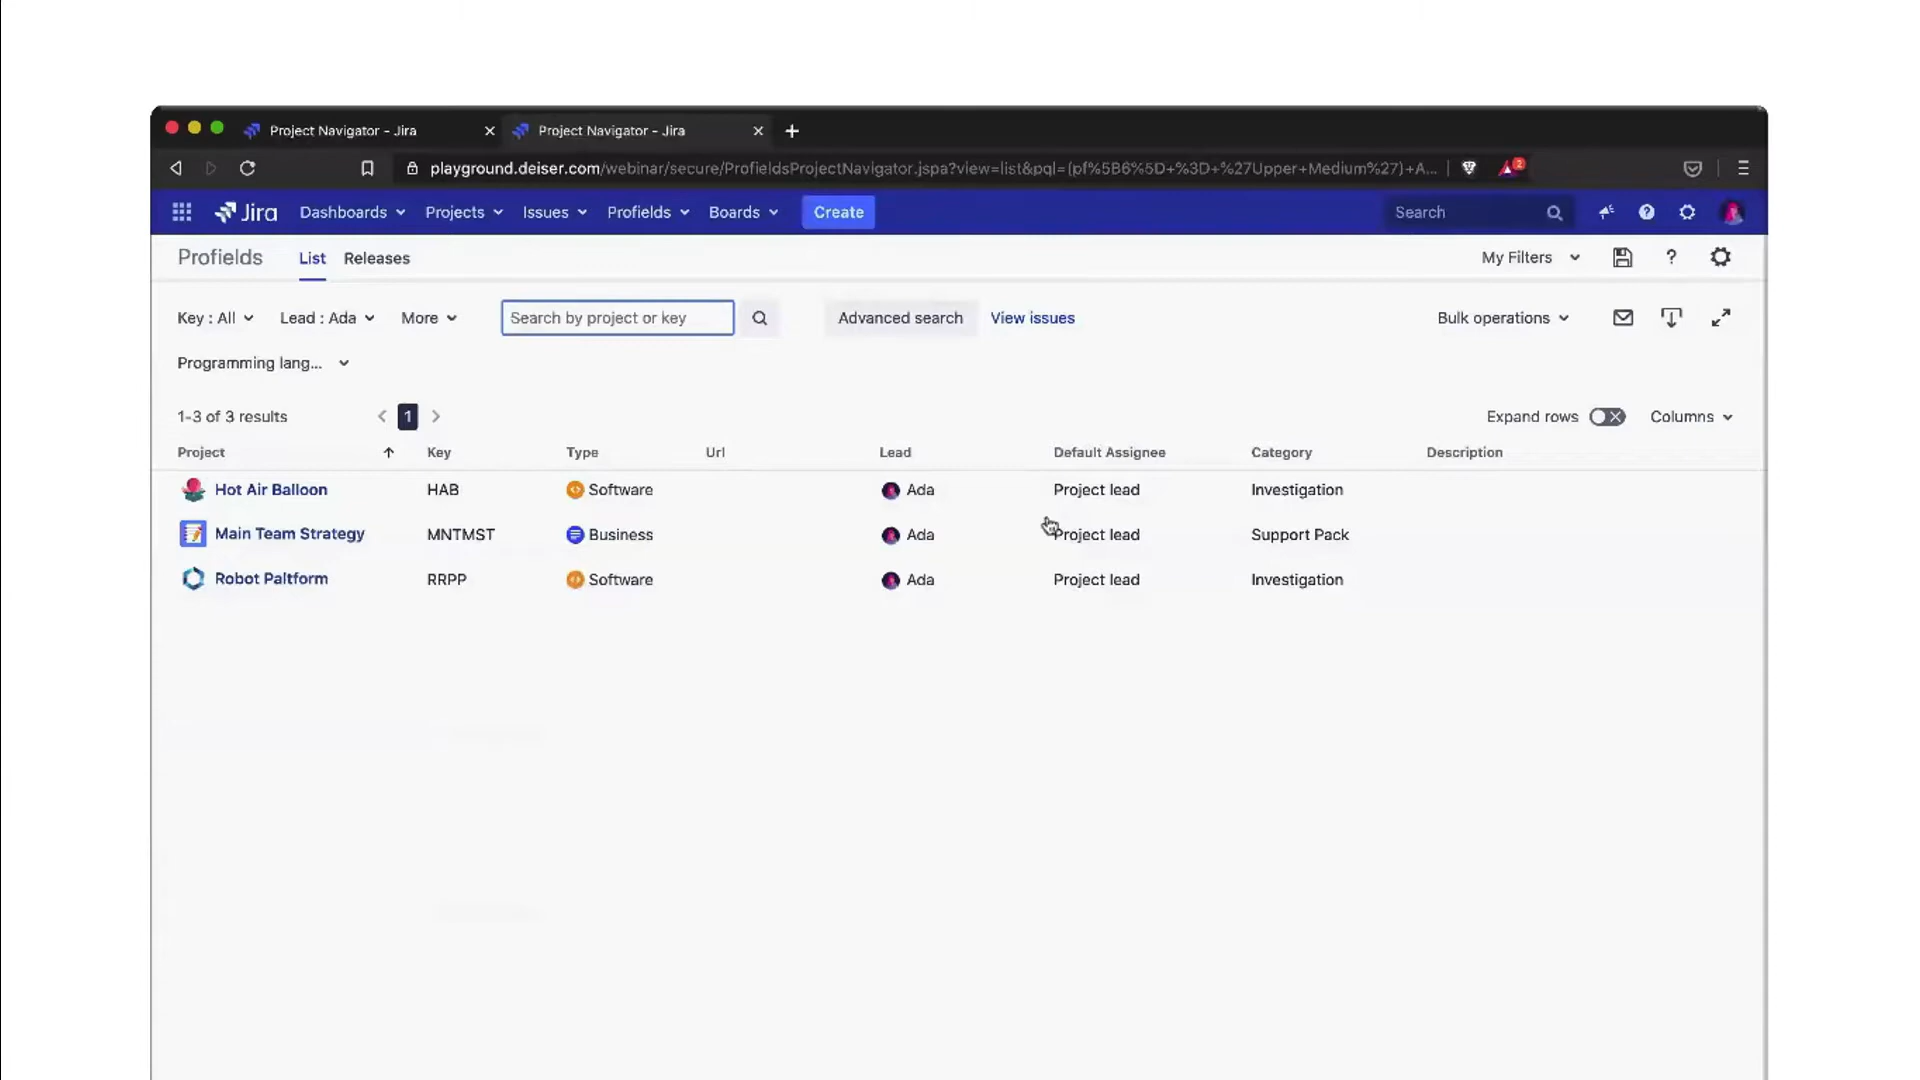 Project Navigator - Jira
Project Navigator - Jira
playground.deiser.com/webinar/secure/ProfieldsProjectNavigator.jspa?view=list&pql=(pf%5B6%5D+%3D+%27Upper+Medium%27)+A...
2
Jira Dashboards Projects Issues Profields Boards Create Search
Profields List Releases My Filters ?
Key : All Lead : Ada More Search by project or key Advanced search View issues Bulk operations
Programming lang...
1-3 of 3 results 1 Expand rows Columns
Project Key Type Url Lead Default Assignee Category Description
Hot Air Balloon HAB Software Ada Project lead Investigation
Main Team Strategy MNTMST Business Ada Project lead Support Pack
Robot Paltform RRPP Software Ada Project lead Investigation